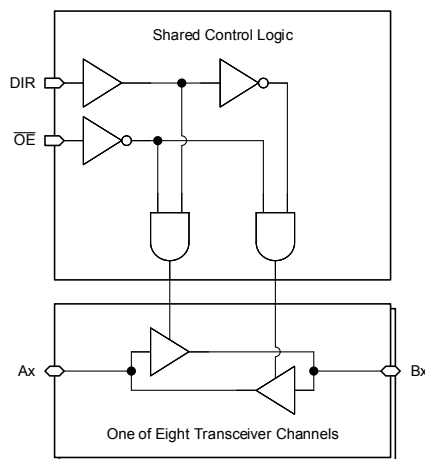 Shared Control Logic
DIR
OE
Ax
Bx
One of Eight Transceiver Channels